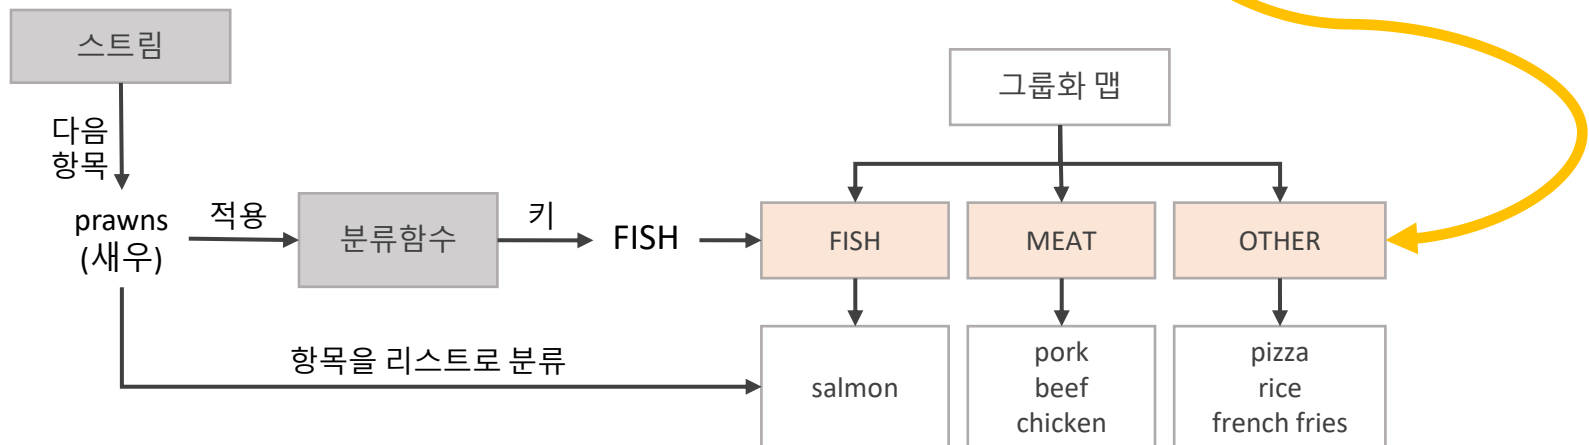 스트림
그룹화 맵
다음
항목
prawns
(새우)
적용
분류함수
키
FISH
FISH
MEAT
OTHER
항목을 리스트로 분류
salmon
pork
beef
chicken
pizza
rice
french fries